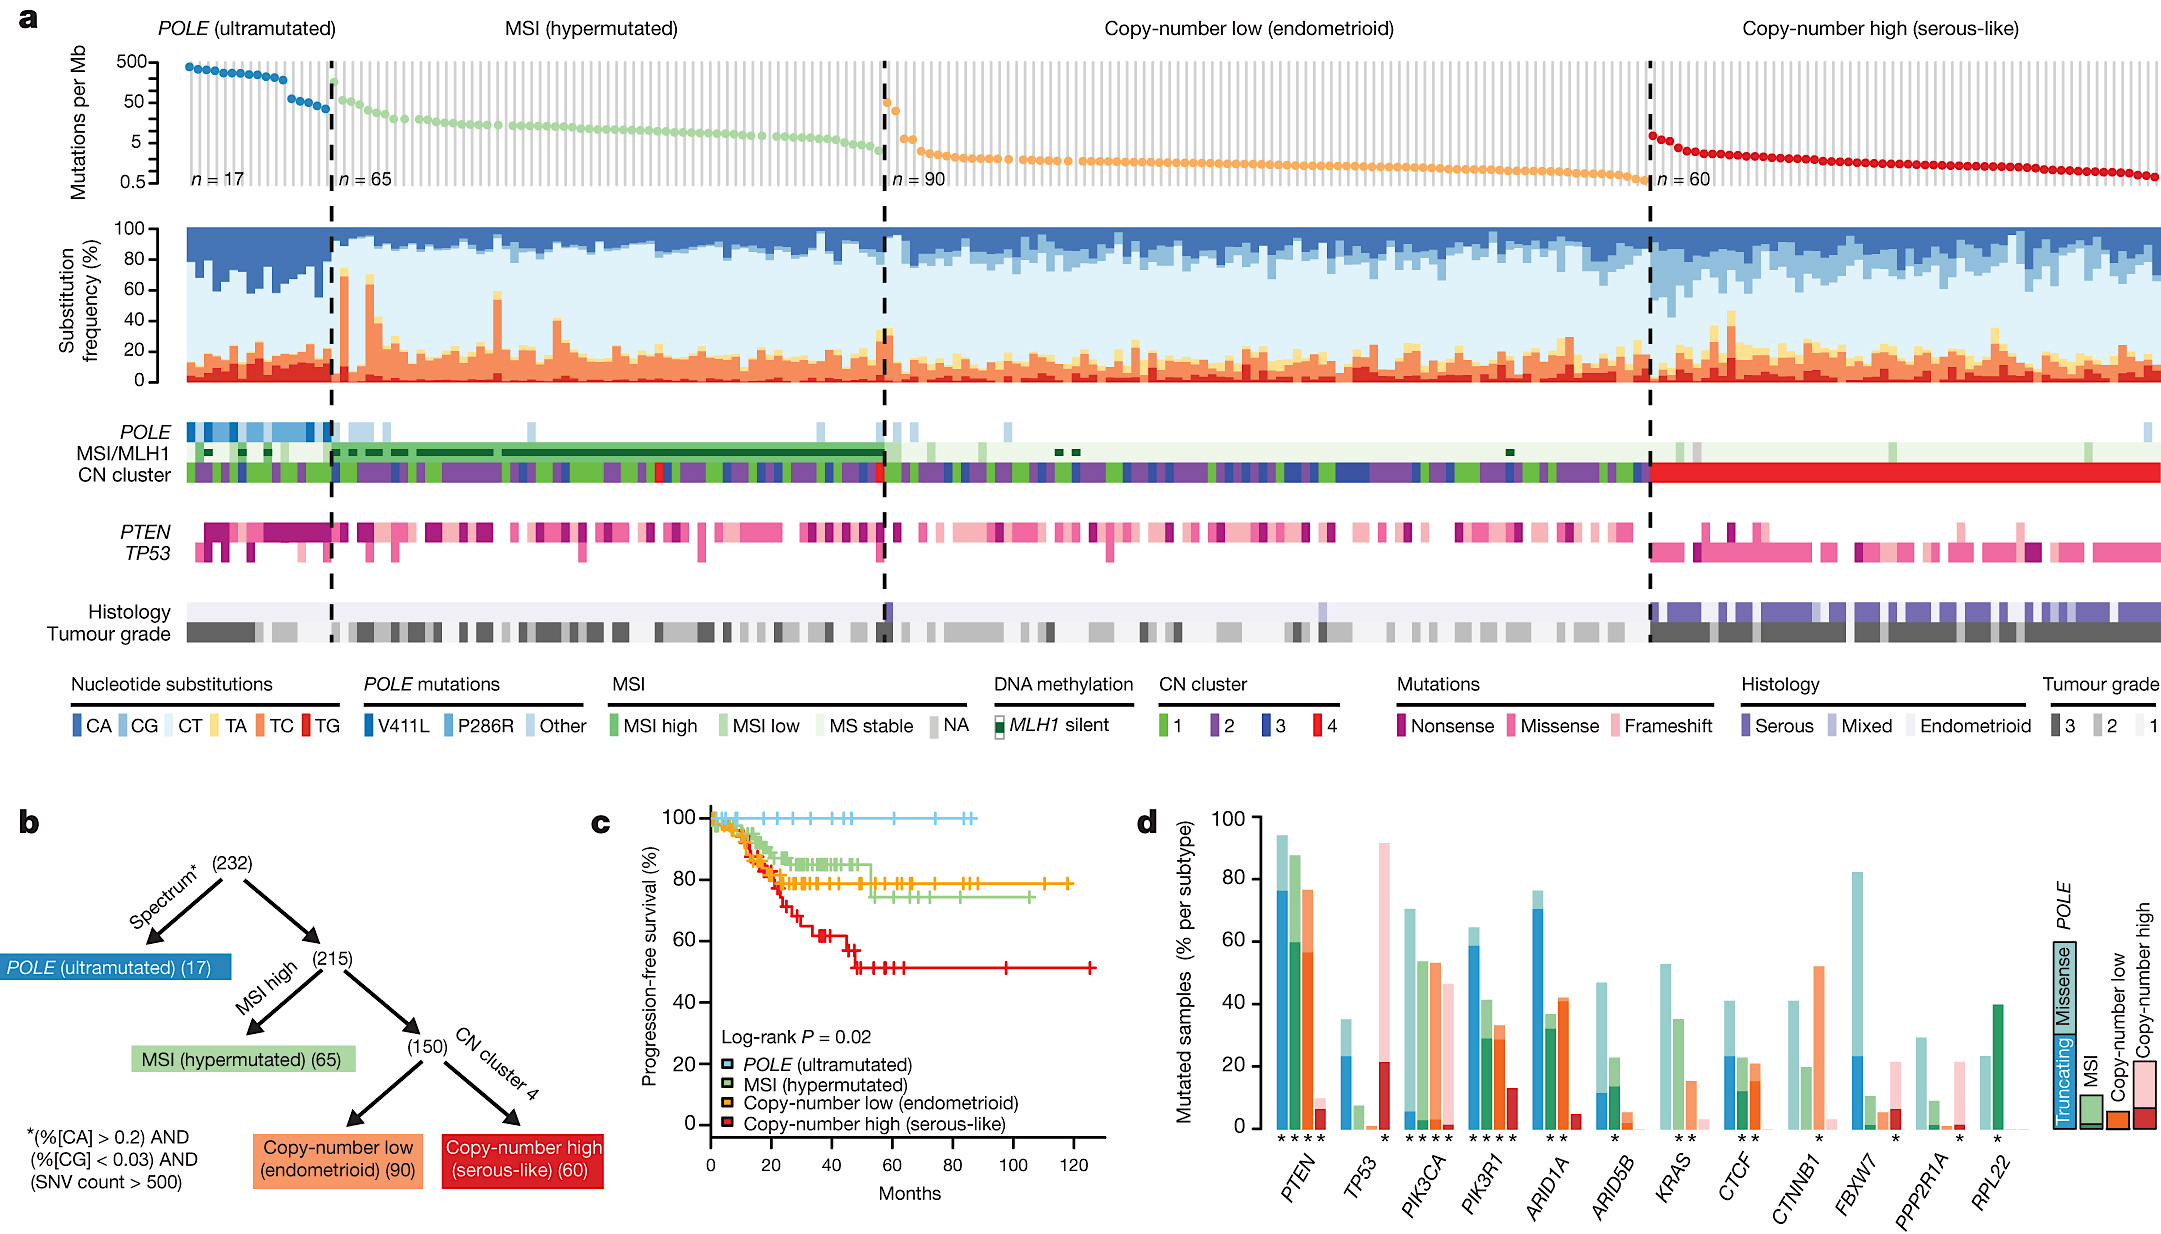 a
POLE (ultramutated) MSI (hypermutated) Copy-number low (endometrioid) Copy-number high (serous-like)
Mutations per Mb
500
50
5
0.5
n = 17 n = 65 n = 90 n = 60
Substitution
frequency (%)
100
80
60
40
20
0
POLE
MSI/MLH1
CN cluster
PTEN
TP53
Histology
Tumour grade
Nucleotide substitutions POLE mutations MSI DNA methylation CN cluster Mutations Histology Tumour grade
CA CG CT TA TC TG V411L P286R Other MSI high MSI low MS stable NA MLH1 silent 1 2 3 4 Nonsense Missense Frameshift Serous Mixed Endometrioid 3 2 1
b
(232)
Spectrum*
POLE (ultramutated) (17)
(215)
MSI high
MSI (hypermutated) (65)
(150)
CN cluster 4
Copy-number low
(endometrioid) (90)
Copy-number high
(serous-like) (60)
*(%[CA] > 0.2) AND
(%[CG] < 0.03) AND
(SNV count > 500)
c
Progression-free survival (%)
100
80
60
40
20
0
Log-rank P = 0.02
POLE (ultramutated)
MSI (hypermutated)
Copy-number low (endometrioid)
Copy-number high (serous-like)
0 20 40 60 80 100 120
Months
d
Mutated samples (% per subtype)
100
80
60
40
20
0
* * * * * * * * * * * * * * * * * * * * * * * * *
PTEN TP53 PIK3CA PIK3R1 ARID1A ARID5B KRAS CTCF CTNNB1 FBXW7 PPP2R1A RPL22
Truncating Missense POLE
MSI
Copy-number low
Copy-number high